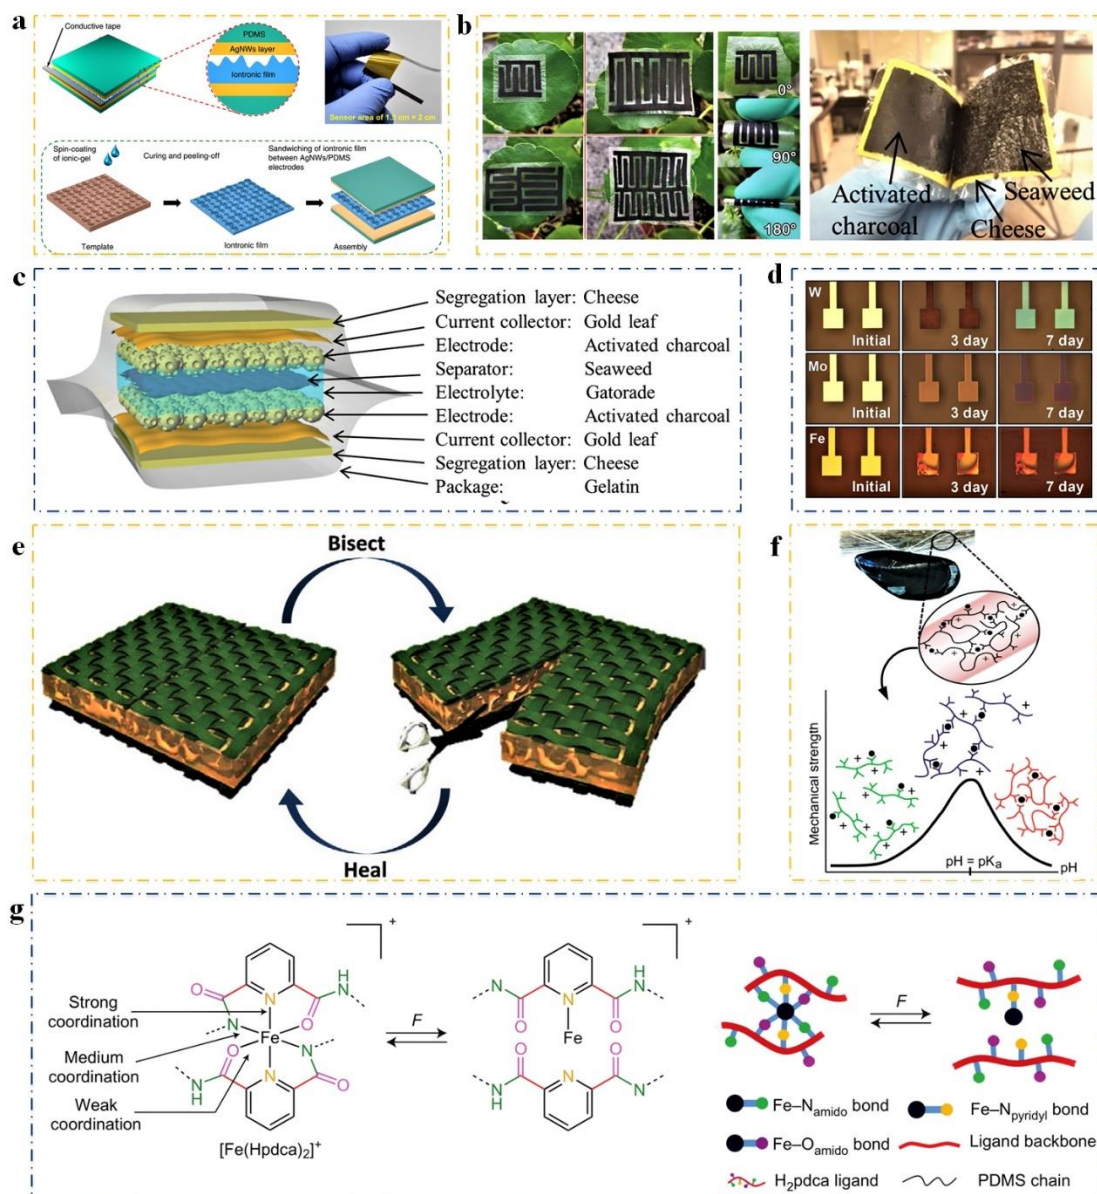 a
Conductive tape
PDMS
AgNWs layer
Iontronic film
Sensor area of 1.3 cm × 2 cm
Spin-coating
of ionic-gel
Curing and peeling-off
Sandwiching of iontronic film
between AgNWs/PDMS
electrodes
Template
Iontronic film
Assembly
b
0°
90°
180°
Activated
charcoal
Seaweed
Cheese
c
Segregation layer: Cheese
Current collector: Gold leaf
Electrode: Activated charcoal
Separator: Seaweed
Electrolyte: Gatorade
Electrode: Activated charcoal
Current collector: Gold leaf
Segregation layer: Cheese
Package: Gelatin
d
W
Initial
3 day
7 day
Mo
Initial
3 day
7 day
Fe
Initial
3 day
7 day
e
Bisect
Heal
f
Mechanical strength
pH = pKa
pH
g
Strong
coordination
Medium
coordination
Weak
coordination
O
N
H
N
O
N
Fe
O
N
N
H
N
O
+
[Fe(Hpdca)2]+
F
N
H
O
N
O
H
N
Fe
O
N
O
N
H
N
H
+
F
Fe–Namido bond
Fe–Npyridyl bond
Fe–Oamido bond
Ligand backbone
H2pdca ligand
PDMS chain